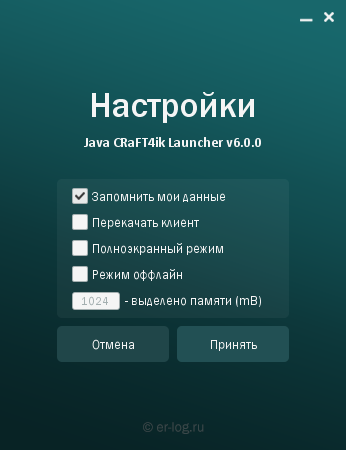 Настройки
Java CRaFT4ik Launcher v6.0.0
Запомнить мои данные
Перекачать клиент
Полноэкранный режим
Режим оффлайн
1024 - выделено памяти (mB)
Отмена Принять
© er-log.ru